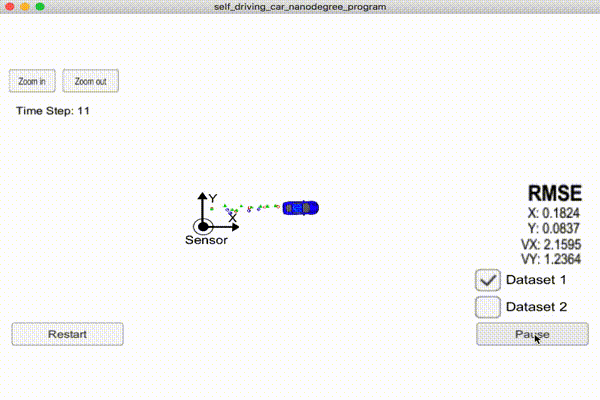 self_driving_car_nanodegree_program
Zoom in
Zoom out
Time Step: 11
Y
X
Sensor
RMSE
X: 0.1824
Y: 0.0837
VX: 2.1595
VY: 1.2364
Dataset 1
Dataset 2
Restart
Pause